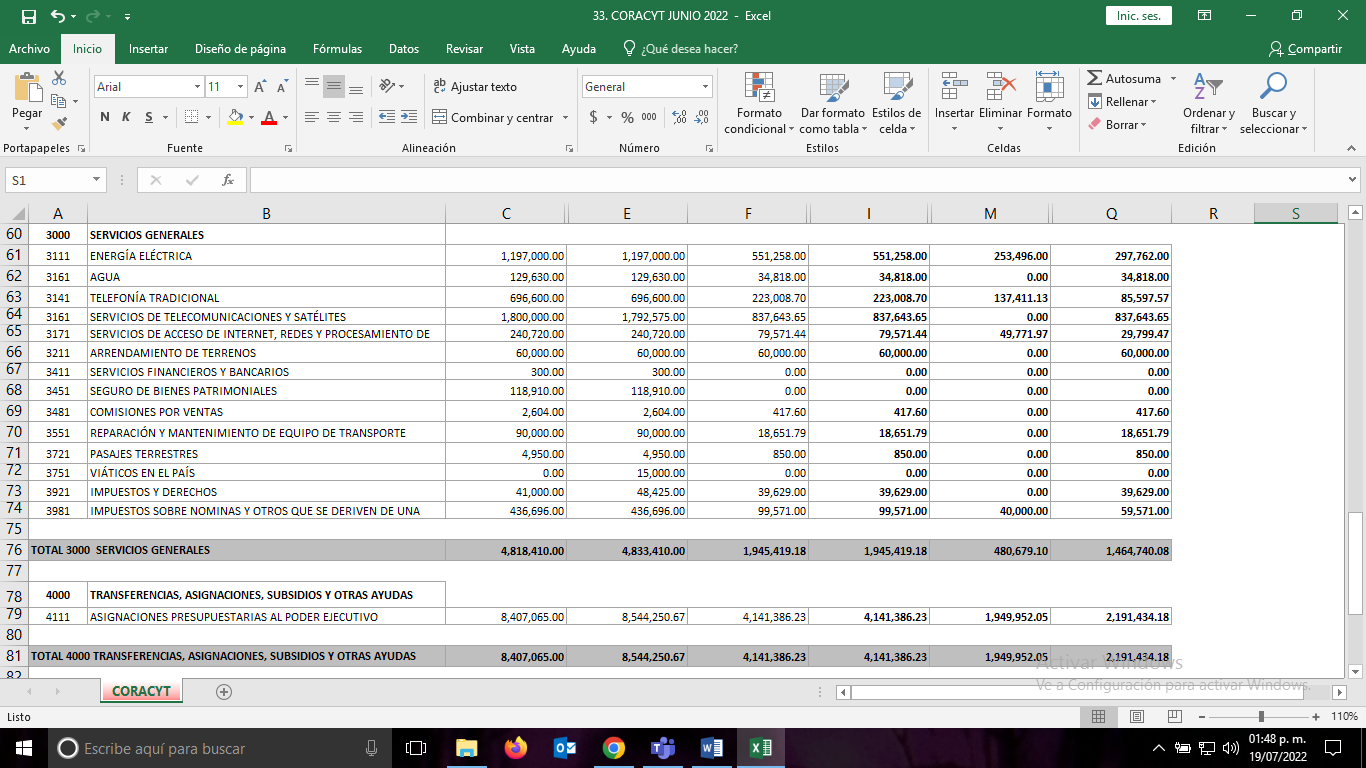 33. CORACYT JUNIO 2022 - Excel
Inic. ses.
Archivo Inicio Insertar Diseño de página Fórmulas Datos Revisar Vista Ayuda ¿Qué desea hacer? Compartir
Pegar
Arial 11
N K S
Ajustar texto
Combinar y centrar
General
$ % 000
Formato condicional
Dar formato como tabla
Estilos de celda
Insertar Eliminar Formato
Autosuma
Rellenar
Borrar
Ordenar y filtrar
Buscar y seleccionar
Portapapeles Fuente Alineación Número Estilos Celdas Edición
S1 fx
A B C E F I M Q R S
60 3000 SERVICIOS GENERALES
61 3111 ENERGÍA ELÉCTRICA 1,197,000.00 1,197,000.00 551,258.00 551,258.00 253,496.00 297,762.00
62 3161 AGUA 129,630.00 129,630.00 34,818.00 34,818.00 0.00 34,818.00
63 3141 TELEFONÍA TRADICIONAL 696,600.00 696,600.00 223,008.70 223,008.70 137,411.13 85,597.57
64 3161 SERVICIOS DE TELECOMUNICACIONES Y SATÉLITES 1,800,000.00 1,792,575.00 837,643.65 837,643.65 0.00 837,643.65
65 3171 SERVICIOS DE ACCESO DE INTERNET, REDES Y PROCESAMIENTO DE 240,720.00 240,720.00 79,571.44 79,571.44 49,771.97 29,799.47
66 3211 ARRENDAMIENTO DE TERRENOS 60,000.00 60,000.00 60,000.00 60,000.00 0.00 60,000.00
67 3411 SERVICIOS FINANCIEROS Y BANCARIOS 300.00 300.00 0.00 0.00 0.00 0.00
68 3451 SEGURO DE BIENES PATRIMONIALES 118,910.00 118,910.00 0.00 0.00 0.00 0.00
69 3481 COMISIONES POR VENTAS 2,604.00 2,604.00 417.60 417.60 0.00 417.60
70 3551 REPARACIÓN Y MANTENIMIENTO DE EQUIPO DE TRANSPORTE 90,000.00 90,000.00 18,651.79 18,651.79 0.00 18,651.79
71 3721 PASAJES TERRESTRES 4,950.00 4,950.00 850.00 850.00 0.00 850.00
72 3751 VIÁTICOS EN EL PAÍS 0.00 15,000.00 0.00 0.00 0.00 0.00
73 3921 IMPUESTOS Y DERECHOS 41,000.00 48,425.00 39,629.00 39,629.00 0.00 39,629.00
74 3981 IMPUESTOS SOBRE NOMINAS Y OTROS QUE SE DERIVEN DE UNA 436,696.00 436,696.00 99,571.00 99,571.00 40,000.00 59,571.00
75
76 TOTAL 3000 SERVICIOS GENERALES 4,818,410.00 4,833,410.00 1,945,419.18 1,945,419.18 480,679.10 1,464,740.08
77
78 4000 TRANSFERENCIAS, ASIGNACIONES, SUBSIDIOS Y OTRAS AYUDAS
79 4111 ASIGNACIONES PRESUPUESTARIAS AL PODER EJECUTIVO 8,407,065.00 8,544,250.67 4,141,386.23 4,141,386.23 1,949,952.05 2,191,434.18
80
81 TOTAL 4000 TRANSFERENCIAS, ASIGNACIONES, SUBSIDIOS Y OTRAS AYUDAS 8,407,065.00 8,544,250.67 4,141,386.23 4,141,386.23 1,949,952.05 2,191,434.18
82
Activar Windows
Ve a Configuración para activar Windows.
CORACYT
Listo 110%
Escribe aquí para buscar
01:48 p. m.
19/07/2022